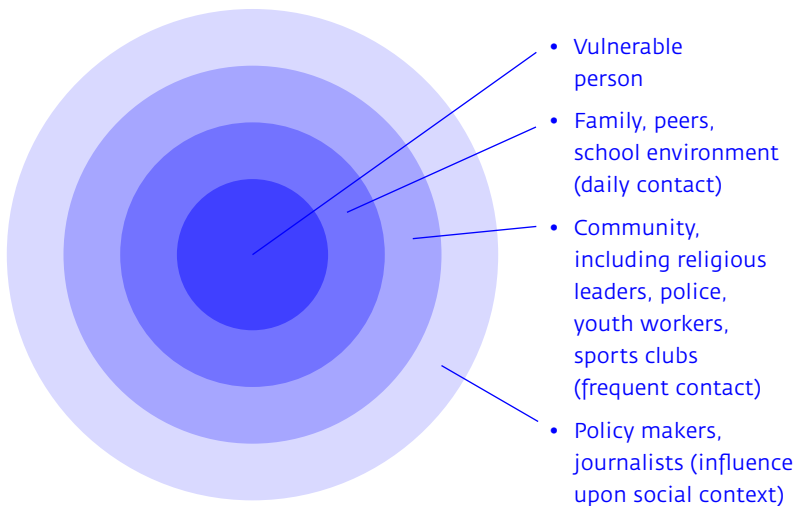 • Vulnerable
person
• Family, peers,
school environment
(daily contact)
• Community,
including religious
leaders, police,
youth workers,
sports clubs
(frequent contact)
• Policy makers,
journalists (influence
upon social context)